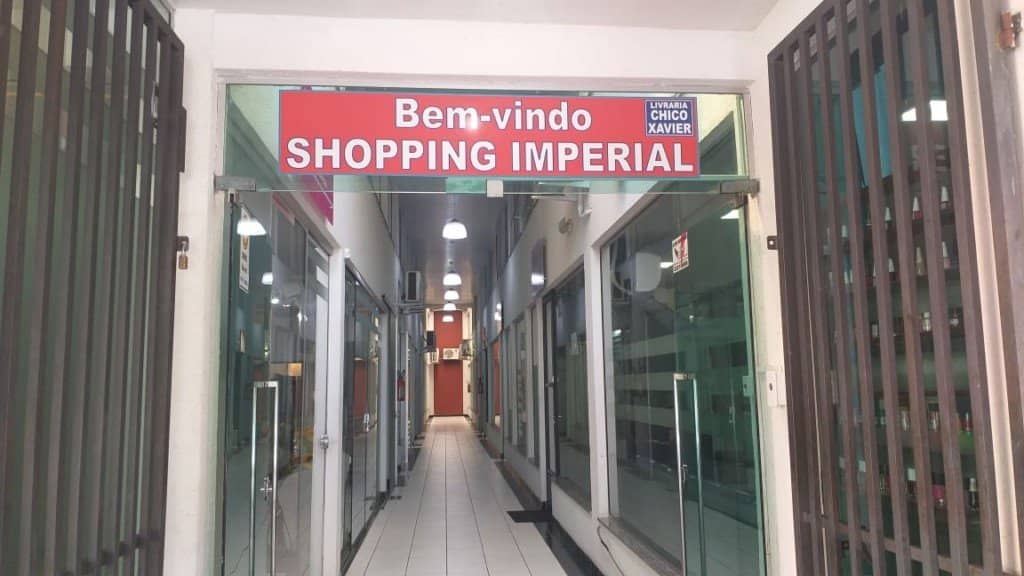 Bem-vindo
SHOPPING IMPERIAL
LIVRARIA
CHICO
XAVIER